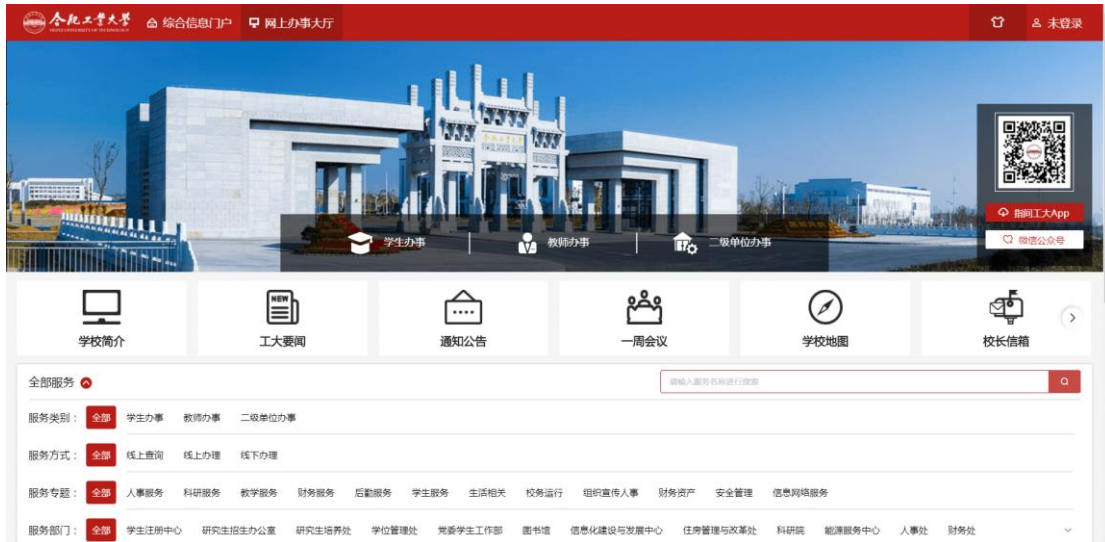 合肥工业大学 综合信息门户 网上办事大厅 未登录
HEFEI UNIVERSITY OF TECHNOLOGY
合肥工业大学
学生办事 教师办事 二级单位办事
指间工大App
微信公众号
NEW
学校简介 工大要闻 通知公告 一周会议 学校地图 校长信箱
全部服务 请输入服务名称进行搜索
服务类别： 全部 学生办事 教师办事 二级单位办事
服务方式： 全部 线上查询 线上办理 线下办理
服务专题： 全部 人事服务 科研服务 教学服务 财务服务 后勤服务 学生服务 生活相关 校务运行 组织宣传人事 财务资产 安全管理 信息网络服务
服务部门： 全部 学生注册中心 研究生招生办公室 研究生培养处 学位管理处 党委学生工作部 图书馆 信息化建设与发展中心 住房管理与改革处 科研院 能源服务中心 人事处 财务处